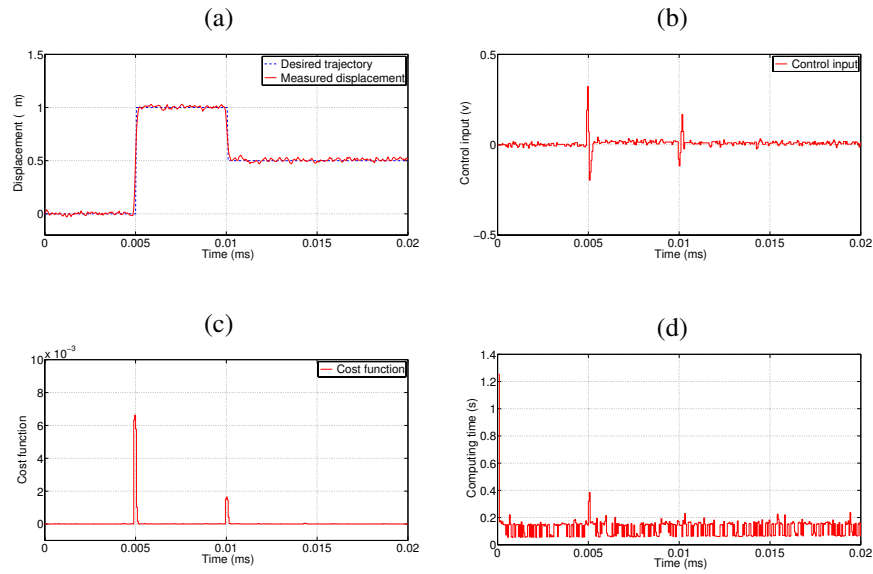 (a)
1.5
1
0.5
0
0 0.005 0.01 0.015 0.02
Displacement ( m)
Time (ms)
Desired trajectory
Measured displacement
(b)
0.5
0
−0.5
0 0.005 0.01 0.015 0.02
Control input (v)
Time (ms)
Control input
(c)
x 10⁻³
10
8
6
4
2
0
0 0.005 0.01 0.015 0.02
Cost function
Time (ms)
Cost function
(d)
1.4
1.2
1
0.8
0.6
0.4
0.2
0
0 0.005 0.01 0.015 0.02
Computing time (s)
Time (ms)